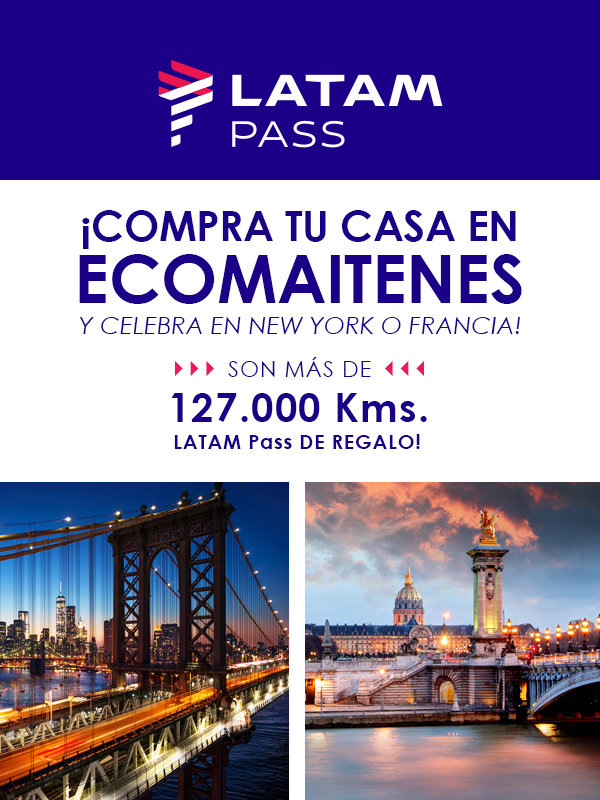 LATAM
PASS
¡COMPRA TU CASA EN
ECOMAITENES
Y CELEBRA EN NEW YORK O FRANCIA!
SON MÁS DE
127.000 Kms.
LATAM Pass DE REGALO!